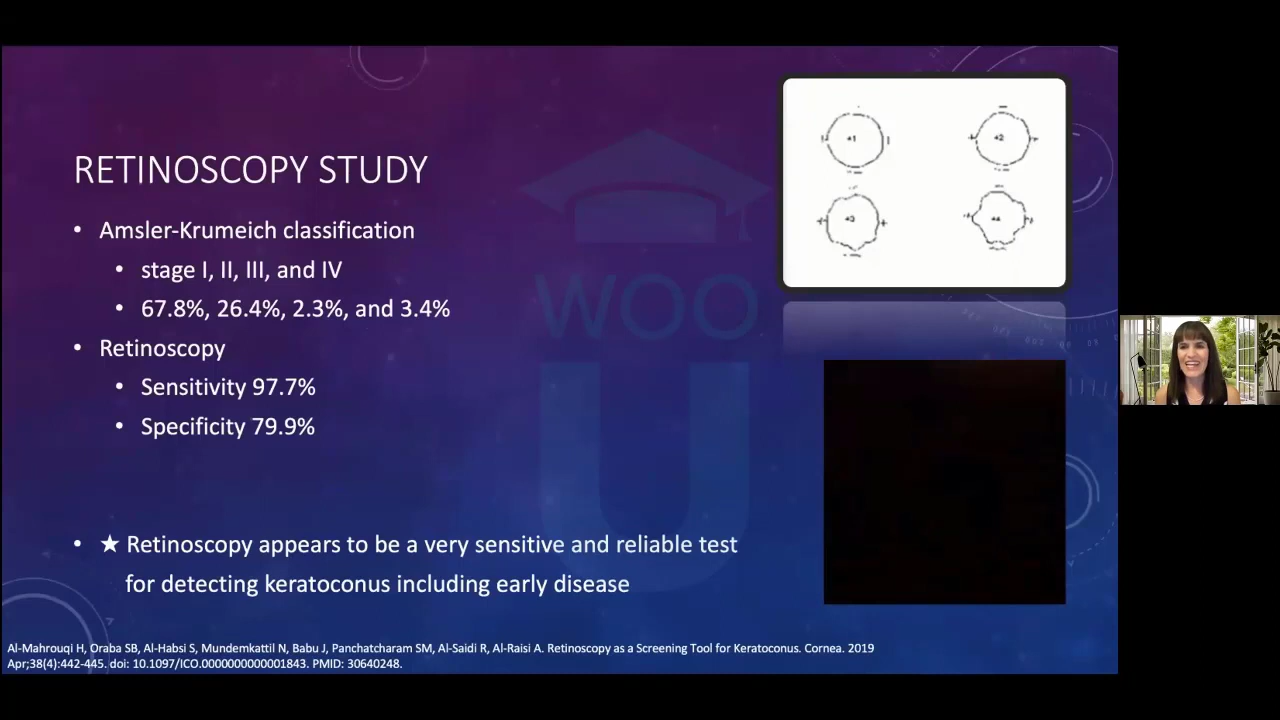 RETINOSCOPY STUDY
• Amsler-Krumeich classification
• stage I, II, III, and IV
• 67.8%, 26.4%, 2.3%, and 3.4%
• Retinoscopy
• Sensitivity 97.7%
• Specificity 79.9%
• ★ Retinoscopy appears to be a very sensitive and reliable test
for detecting keratoconus including early disease
WOO
U
Al-Mahrouqi H, Oraba SB, Al-Habsi S, Mundemkattil N, Babu J, Panchatcharam SM, Al-Saidi R, Al-Raisi A. Retinoscopy as a Screening Tool for Keratoconus. Cornea. 2019
Apr;38(4):442-445. doi: 10.1097/ICO.0000000000001843. PMID: 30640248.